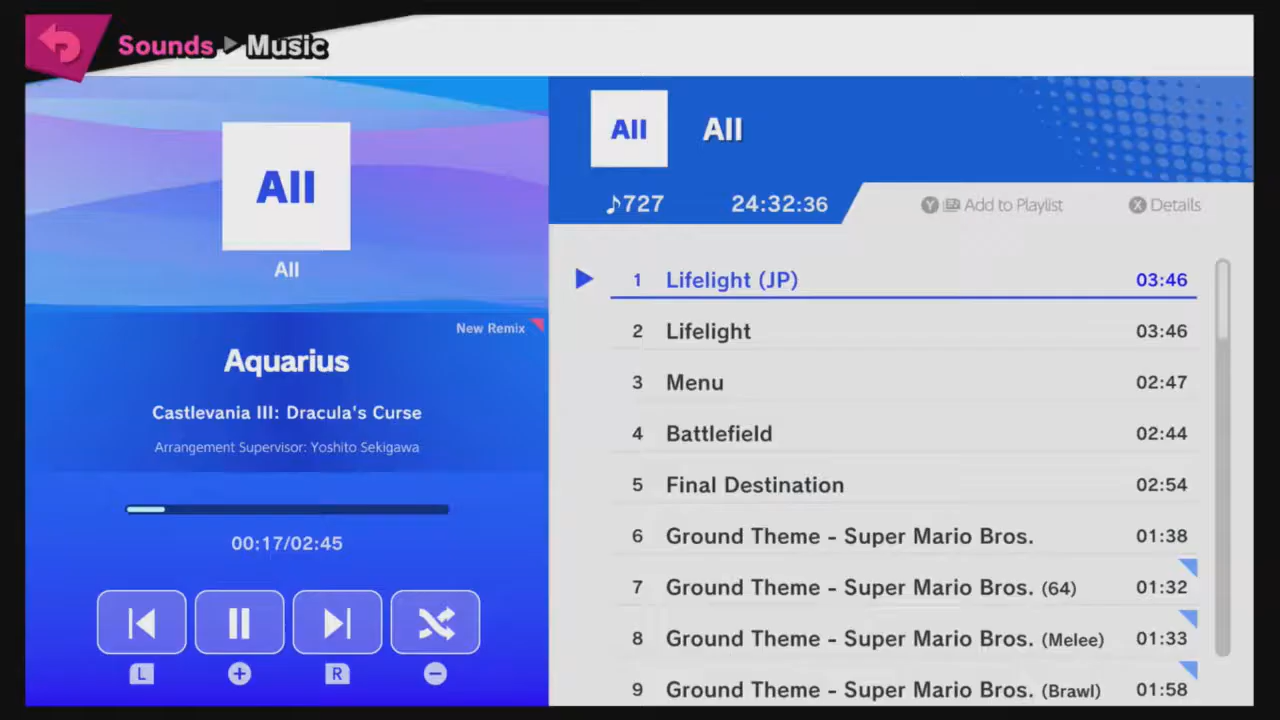 Sounds ▶ Music
All
All
New Remix
Aquarius
Castlevania III: Dracula's Curse
Arrangement Supervisor: Yoshito Sekigawa
00:17/02:45
L + R −
All All
♪727 24:32:36
Y Add to Playlist X Details
1 Lifelight (JP) 03:46
2 Lifelight 03:46
3 Menu 02:47
4 Battlefield 02:44
5 Final Destination 02:54
6 Ground Theme - Super Mario Bros. 01:38
7 Ground Theme - Super Mario Bros. (64) 01:32
8 Ground Theme - Super Mario Bros. (Melee) 01:33
9 Ground Theme - Super Mario Bros. (Brawl) 01:58